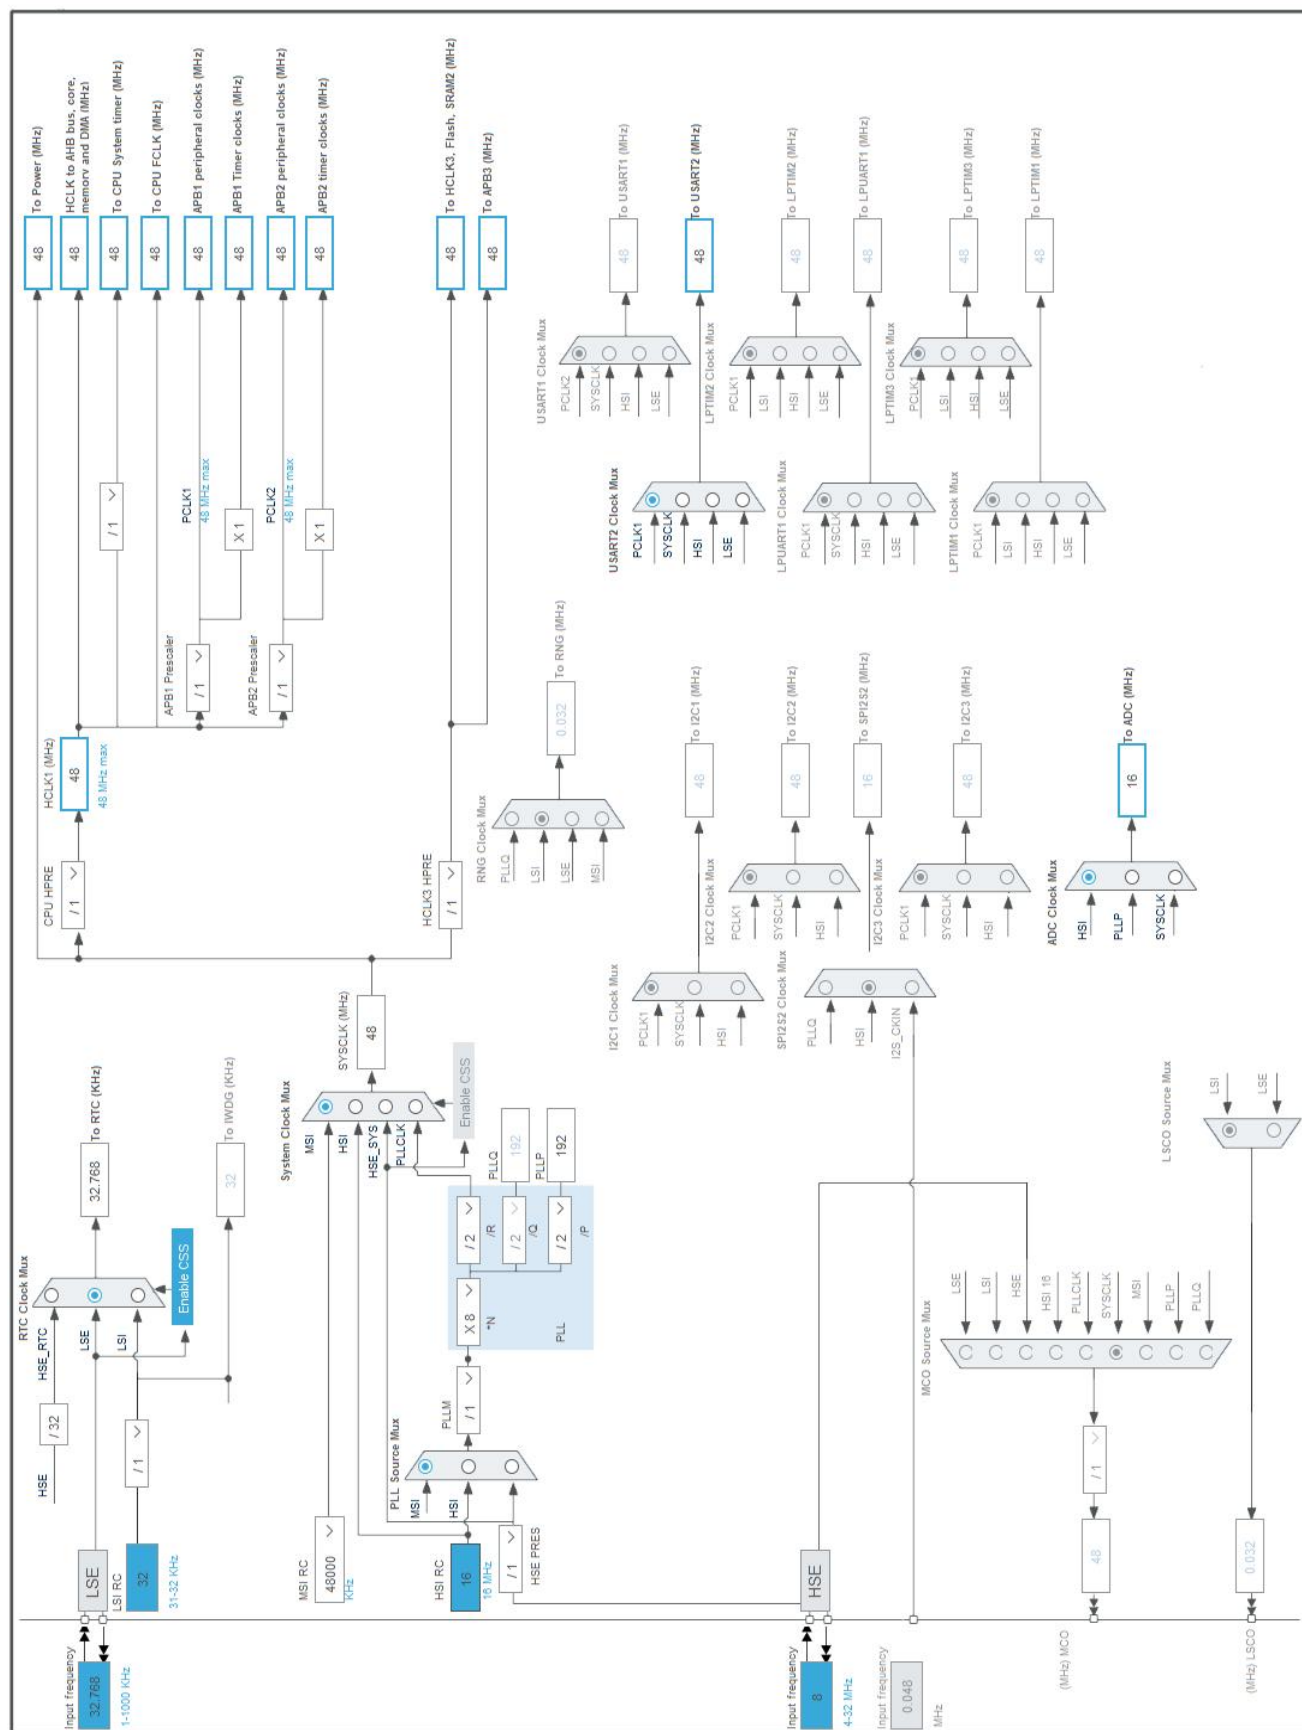 Input frequency
32.768
1-1000 KHz
LSE
LSI RC
32
31-32 KHz
HSE
/ 32
HSE_RTC
LSE
LSI
/ 1
RTC Clock Mux
Enable CSS
32.768
To RTC (KHz)
32
To IWDG (KHz)
MSI RC
48000
KHz
HSI RC
16
16 MHz
/ 1
HSE PRES
Input frequency
8
4-32 MHz
HSE
Input frequency
0.048
MHz
PLL Source Mux
MSI
HSI
PLLM
/ 1
X 8
*N
PLL
/ 2
/R
/ 2
/Q
/ 2
/P
PLLQ
192
PLLP
192
System Clock Mux
MSI
HSI
HSE_SYS
PLLCLK
Enable CSS
SYSCLK (MHz)
48
CPU HPRE
/ 1
HCLK1 (MHz)
48
48 MHz max
HCLK3 HPRE
/ 1
APB1 Prescaler
/ 1
APB2 Prescaler
/ 1
/ 1
PCLK1
48 MHz max
X 1
PCLK2
48 MHz max
X 1
48
To Power (MHz)
48
HCLK to AHB bus, core,
memory and DMA (MHz)
48
To CPU System timer (MHz)
48
To CPU FCLK (MHz)
48
APB1 peripheral clocks (MHz)
48
APB1 Timer clocks (MHz)
48
APB2 peripheral clocks (MHz)
48
APB2 timer clocks (MHz)
48
To HCLK3, Flash, SRAM2 (MHz)
48
To APB3 (MHz)
RNG Clock Mux
PLLQ
LSI
LSE
MSI
0.032
To RNG (MHz)
USART1 Clock Mux
PCLK2
SYSCLK
HSI
LSE
48
To USART1 (MHz)
USART2 Clock Mux
PCLK1
SYSCLK
HSI
LSE
48
To USART2 (MHz)
LPTIM2 Clock Mux
PCLK1
LSI
HSI
LSE
48
To LPTIM2 (MHz)
LPUART1 Clock Mux
PCLK1
SYSCLK
HSI
LSE
48
To LPUART1 (MHz)
LPTIM3 Clock Mux
PCLK1
LSI
HSI
LSE
48
To LPTIM3 (MHz)
LPTIM1 Clock Mux
PCLK1
LSI
HSI
LSE
48
To LPTIM1 (MHz)
I2C1 Clock Mux
PCLK1
SYSCLK
HSI
48
To I2C1 (MHz)
I2C2 Clock Mux
PCLK1
SYSCLK
HSI
48
To I2C2 (MHz)
SPI2S2 Clock Mux
PLLQ
HSI
I2S_CKIN
16
To SPI2S2 (MHz)
I2C3 Clock Mux
PCLK1
SYSCLK
HSI
48
To I2C3 (MHz)
ADC Clock Mux
HSI
PLLP
SYSCLK
16
To ADC (MHz)
MCO Source Mux
LSE
LSI
HSE
HSI 16
PLLCLK
SYSCLK
MSI
PLLP
PLLQ
/ 1
48
(MHz) MCO
LSCO Source Mux
LSI
LSE
0.032
(MHz) LSCO